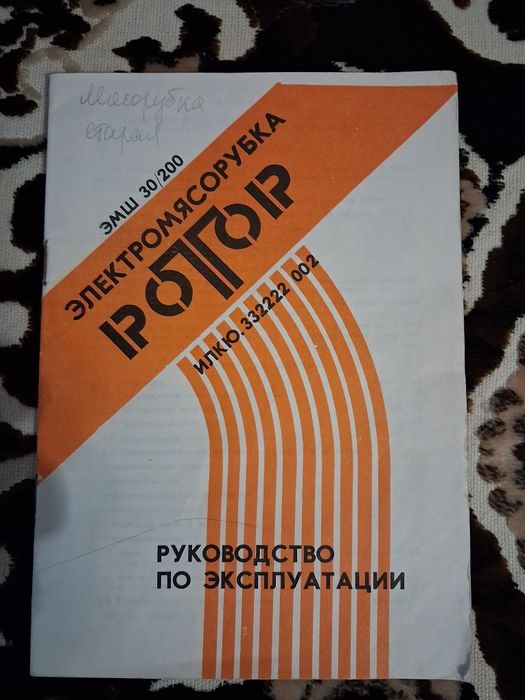 Мясорубка
старая
ЭМШ 30/200
ЭЛЕКТРОМЯСОРУБКА
РОТОР
ИЛКЮ.332222 002
РУКОВОДСТВО
ПО ЭКСПЛУАТАЦИИ